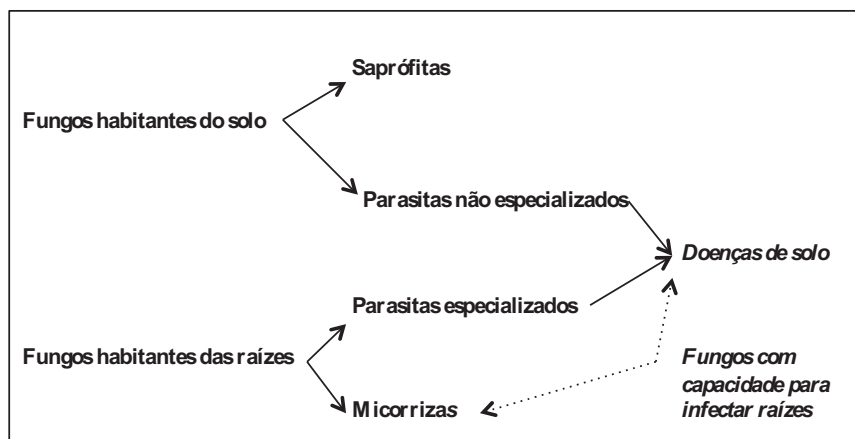 Saprófitas
Fungos habitantes do solo
Parasitas não especializados
Doenças de solo
Parasitas especializados
Fungos habitantes das raízes
Fungos com
capacidade para
infectar raízes
Micorrizas